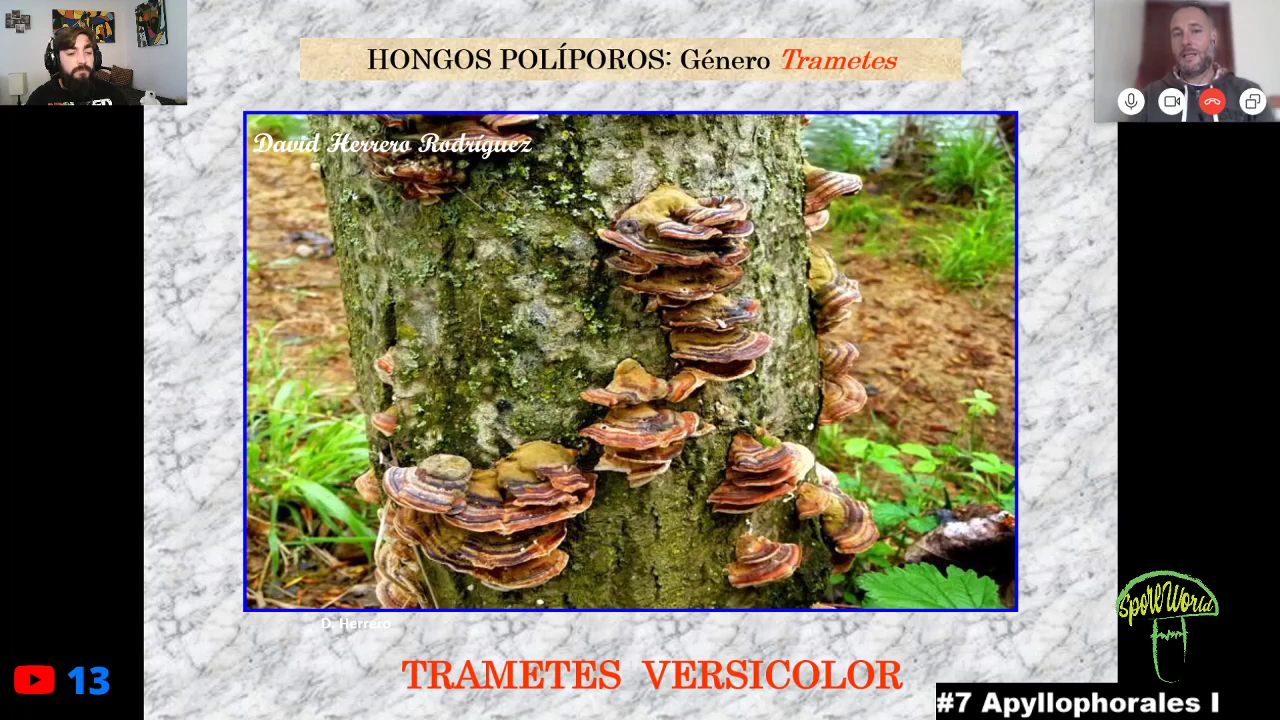 HONGOS POLÍPOROS: Género Trametes
David Herrero Rodríguez
D. Herrero
TRAMETES VERSICOLOR
SporeWorld
13
#7 Apyllophorales I